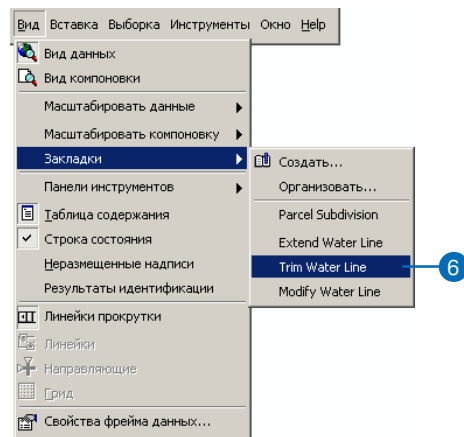 Вид Вставка Выборка Инструменты Окно Help
Вид данных
Вид компоновки
Масштабировать данные
Масштабировать компоновку
Закладки
Создать...
Панели инструментов
Организовать...
Таблица содержания
Parcel Subdivision
Строка состояния
Extend Water Line
Неразмещенные надписи
Trim Water Line 6
Результаты идентификации
Modify Water Line
Линейки прокрутки
Линейки
Направляющие
Грид
Свойства фрейма данных...